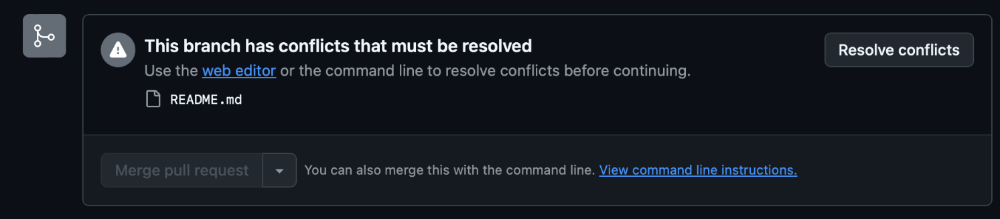 This branch has conflicts that must be resolved
Resolve conflicts
Use the web editor or the command line to resolve conflicts before continuing.
README.md
Merge pull request
You can also merge this with the command line. View command line instructions.